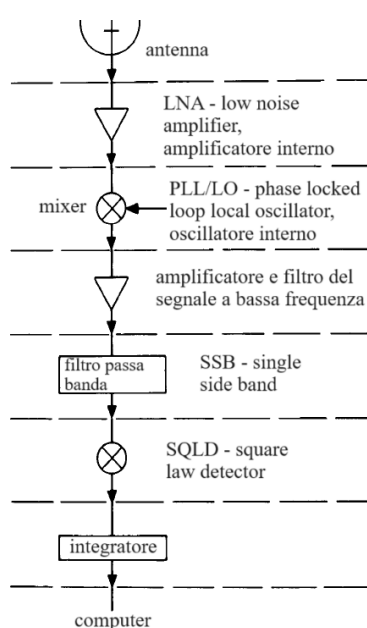 antenna
LNA - low noise
amplifier,
amplificatore interno
mixer
PLL/LO - phase locked
loop local oscillator,
oscillatore interno
amplificatore e filtro del
segnale a bassa frequenza
filtro passa
banda
SSB - single
side band
SQLD - square
law detector
integratore
computer